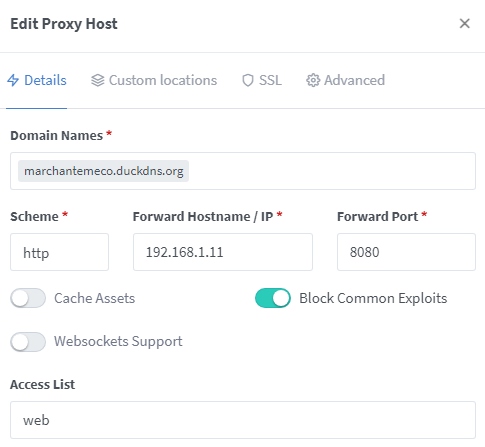 Edit Proxy Host ×
Details Custom locations SSL Advanced
Domain Names *
marchantemeco.duckdns.org
Scheme * Forward Hostname / IP * Forward Port *
http 192.168.1.11 8080
Cache Assets Block Common Exploits
Websockets Support
Access List
web